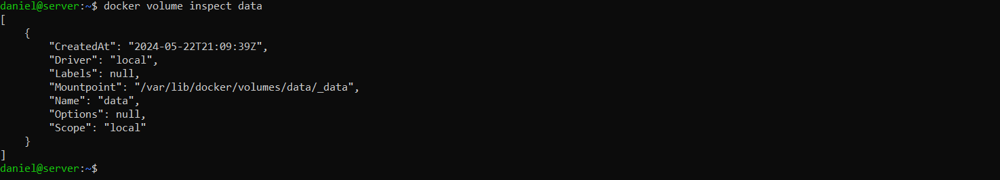 daniel@server:~$ docker volume inspect data
[
    {
        "CreatedAt": "2024-05-22T21:09:39Z",
        "Driver": "local",
        "Labels": null,
        "Mountpoint": "/var/lib/docker/volumes/data/_data",
        "Name": "data",
        "Options": null,
        "Scope": "local"
    }
]
daniel@server:~$